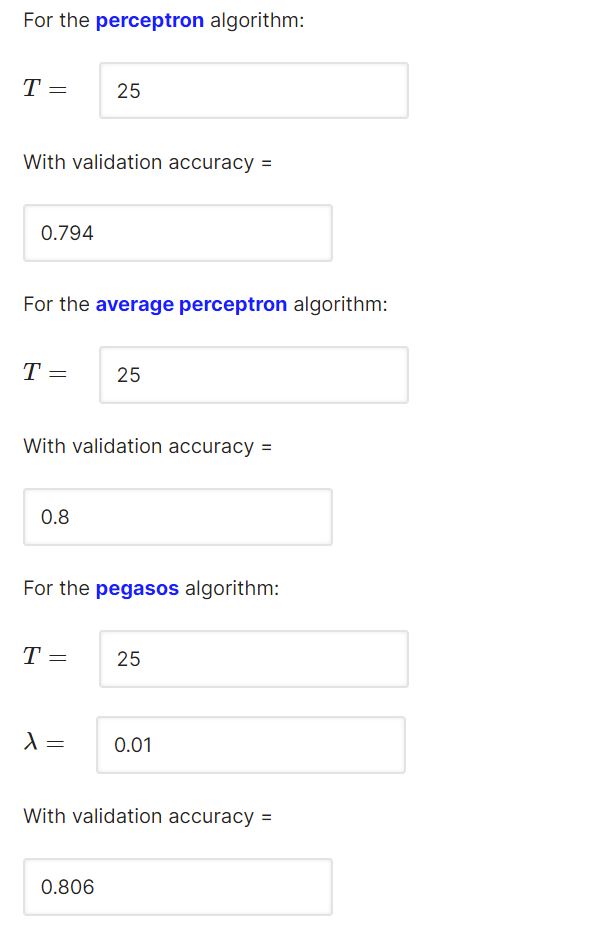 For the perceptron algorithm:
T = 25
With validation accuracy =
0.794
For the average perceptron algorithm:
T = 25
With validation accuracy =
0.8
For the pegasos algorithm:
T = 25
λ = 0.01
With validation accuracy =
0.806